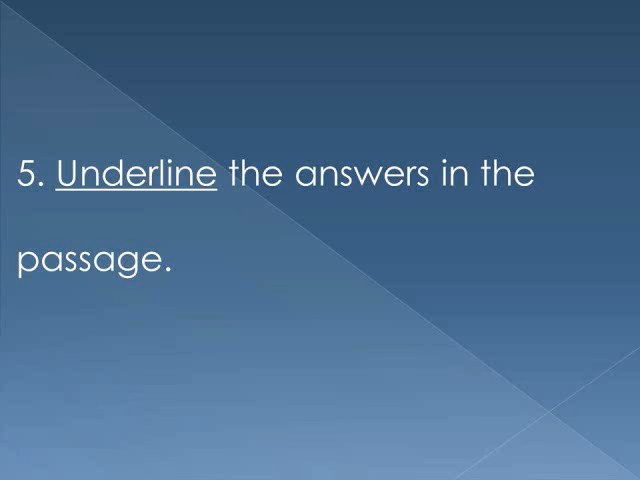 5. Underline the answers in the
passage.